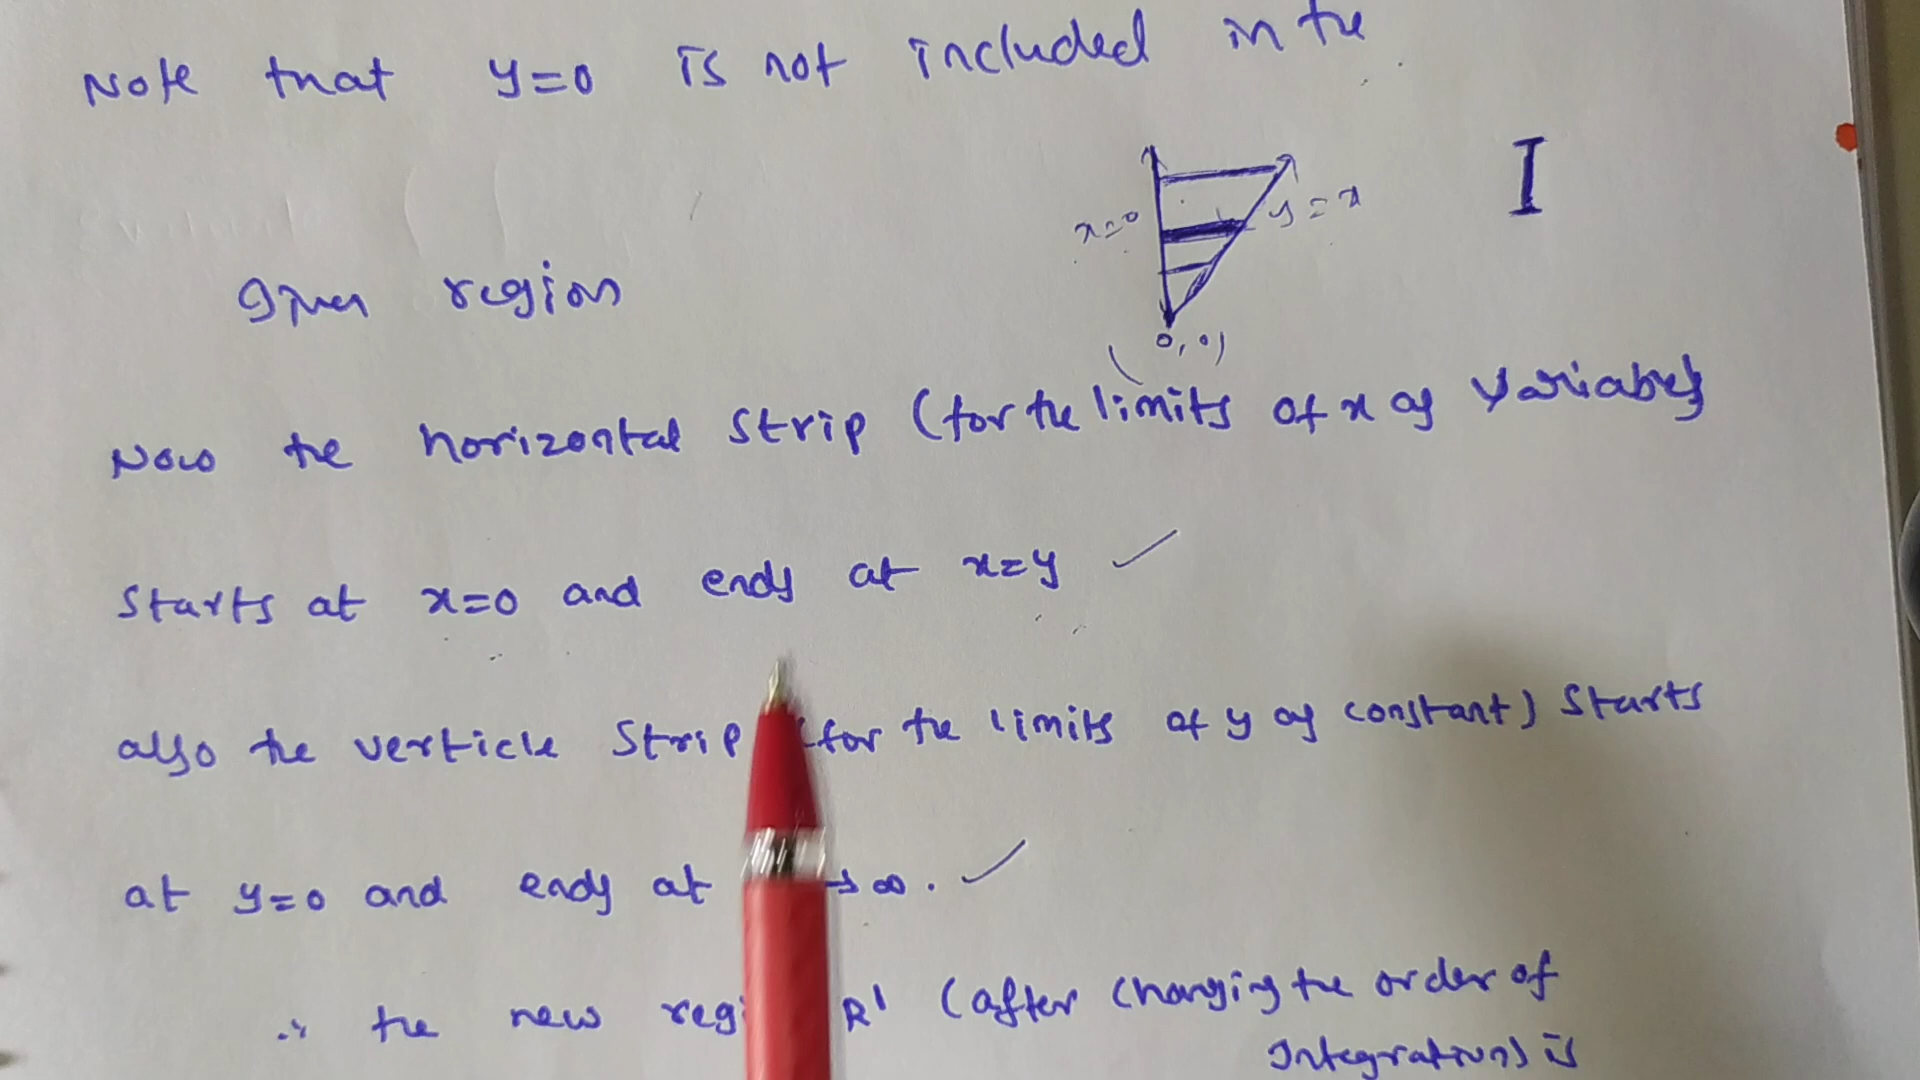 Note that y=0 is not included in the
x=0
y=x
I
Given region
(0,0)
Now the horizontal strip (for the limits of x as variables
starts at x=0 and ends at x=y ✓
also the verticle strip (for the limits of y as constant) starts
at y=0 and ends at →∞. ✓
∴ the new R' (after changing the order of
Integration) is